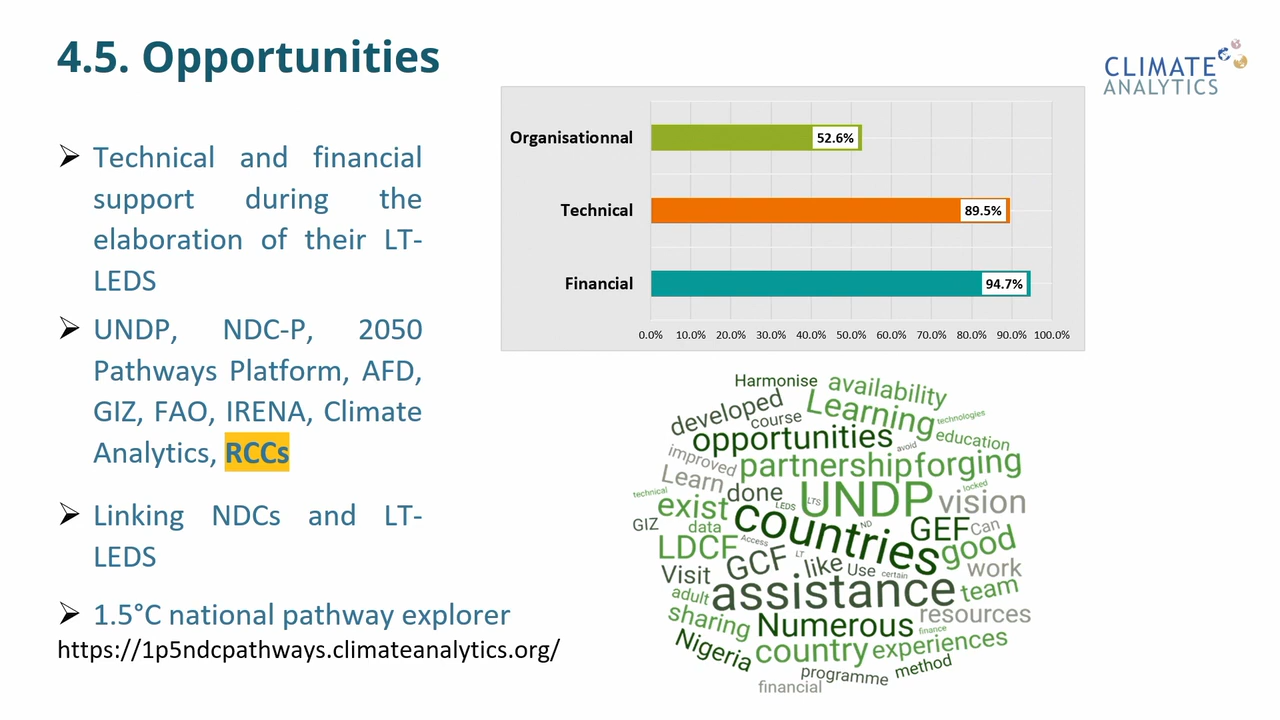 4.5. Opportunities
CLIMATE
ANALYTICS
Technical and financial
support during the
elaboration of their LT-
LEDS
UNDP, NDC-P, 2050
Pathways Platform, AFD,
GIZ, FAO, IRENA, Climate
Analytics, RCCs
Linking NDCs and LT-
LEDS
1.5°C national pathway explorer
https://1p5ndcpathways.climateanalytics.org/
Organisationnal 52.6%
Technical 89.5%
Financial 94.7%
0.0% 10.0% 20.0% 30.0% 40.0% 50.0% 60.0% 70.0% 80.0% 90.0% 100.0%
Harmonise availability
developed course Learning technologies
opportunities avoid education
improved partnership forging
Learn done UNDP locked vision
technical exist LEDS LTS
GIZ data countries ND GEF Can
LDCF Access GCF LT like Use certain good
Visit work
adult assistance team
sharing Numerous finance resources
Nigeria country experiences
programme method
financial